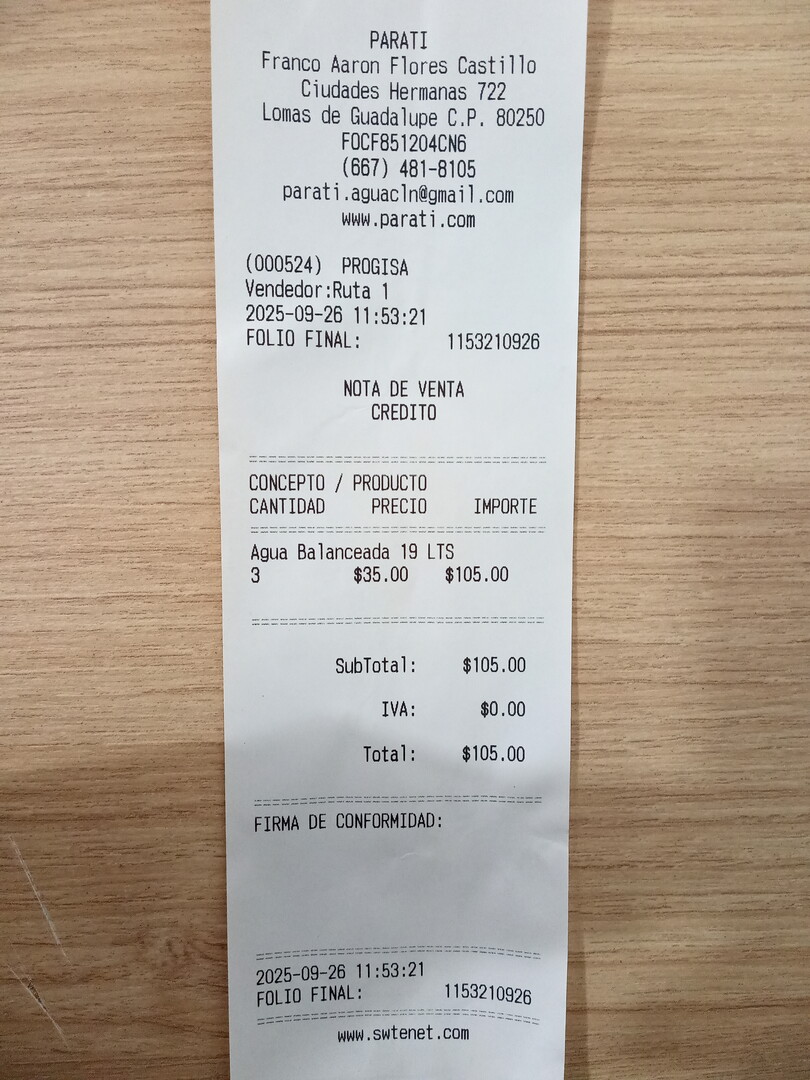 PARATI
Franco Aaron Flores Castillo
Ciudades Hermanas 722
Lomas de Guadalupe C.P. 80250
FOCF851204CN6
(667) 481-8105
parati.aguacln@gmail.com
www.parati.com
(000524) PROGISA
Vendedor:Ruta 1
2025-09-26 11:53:21
FOLIO FINAL: 1153210926
NOTA DE VENTA
CREDITO
CONCEPTO / PRODUCTO
CANTIDAD PRECIO IMPORTE
Agua Balanceada 19 LTS
3 $35.00 $105.00
SubTotal: $105.00
IVA: $0.00
Total: $105.00
FIRMA DE CONFORMIDAD:
2025-09-26 11:53:21
FOLIO FINAL: 1153210926
www.swtenet.com